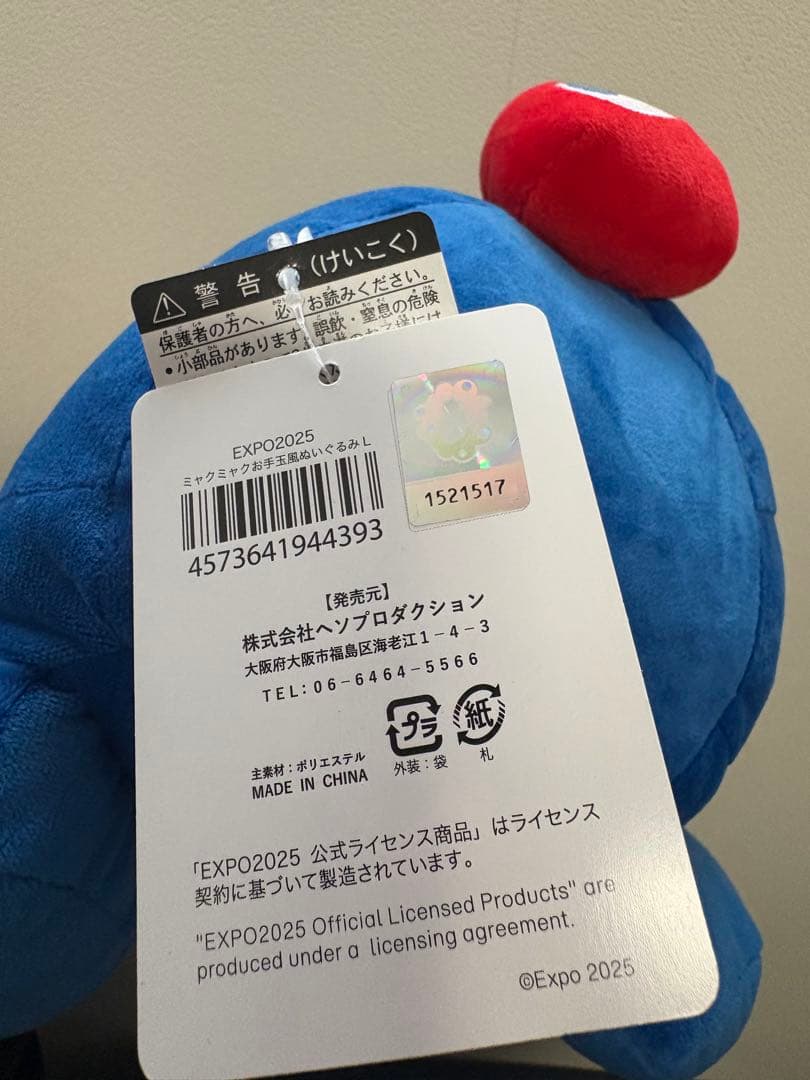 警告 (けいこく)
保護者の方へ、必 お読みください。
・小部品があります 誤飲・窒息の危険
EXPO2025
ミャクミャクお手玉風ぬいぐるみL
4573641944393
1521517
【発売元】
株式会社ヘソプロダクション
大阪府大阪市福島区海老江1-4-3
TEL:06-6464-5566
プラ
紙
外装:袋
札
主素材:ポリエステル
MADE IN CHINA
「EXPO2025 公式ライセンス商品」はライセンス
契約に基づいて製造されています。
"EXPO2025 Official Licensed Products" are
produced under a licensing agreement.
©Expo 2025